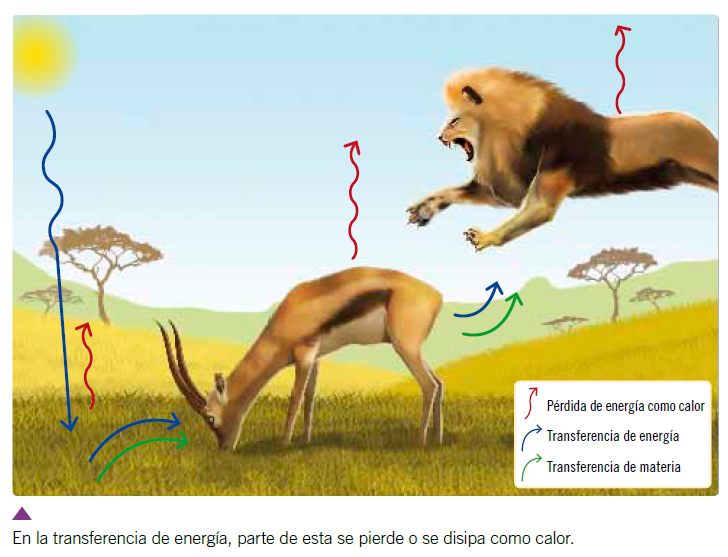 Pérdida de energía como calor
Transferencia de energía
Transferencia de materia
En la transferencia de energía, parte de esta se pierde o se disipa como calor.